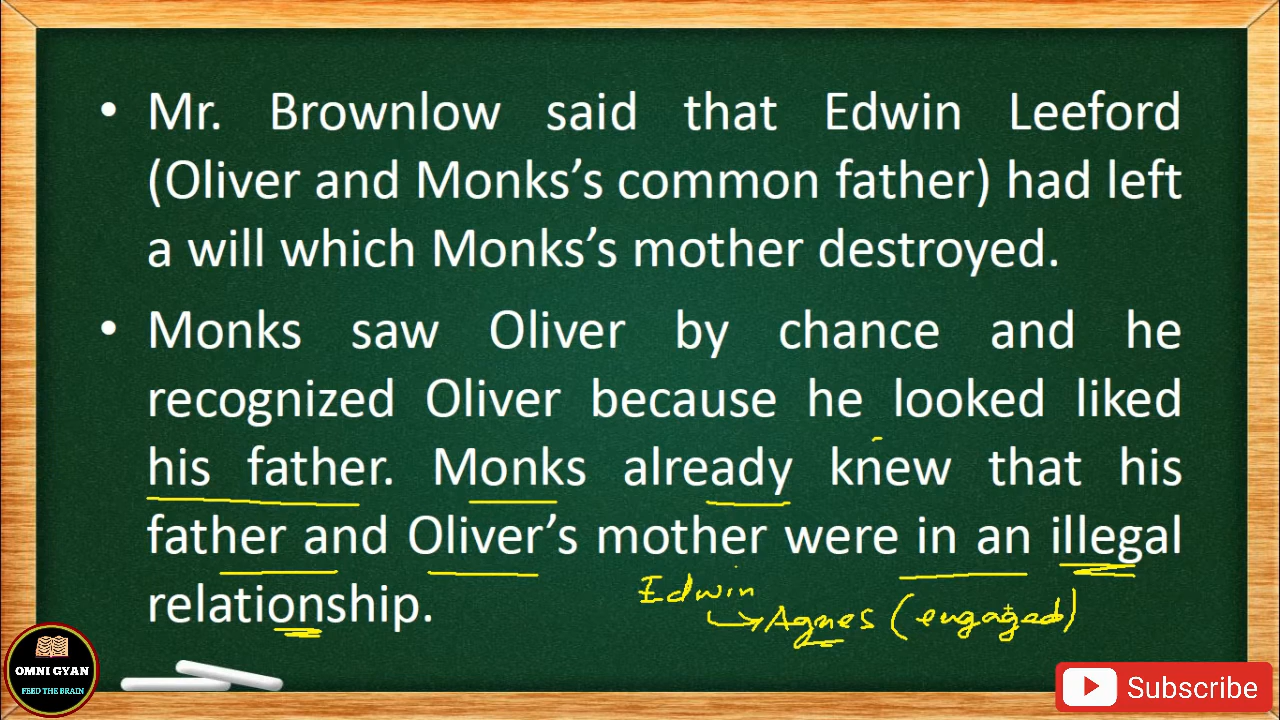 • Mr. Brownlow said that Edwin Leeford
(Oliver and Monks’s common father) had left
a will which Monks’s mother destroyed.
• Monks saw Oliver by chance and he
recognized Oliver because he looked liked
his father. Monks already knew that his
father and Oliver’s mother were in an illegal
relationship.
Edwin
Agnes (engaged)
OMNI GYAN
FEED THE BRAIN
Subscribe